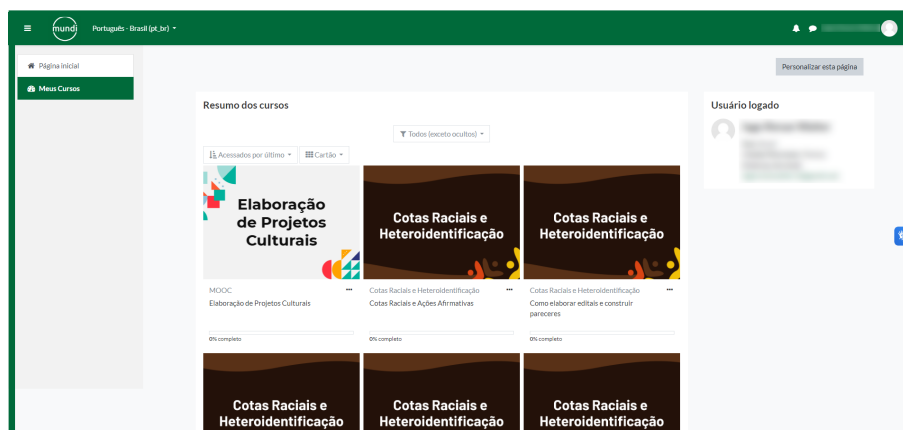 mundi
Português - Brasil (pt_br)
Página inicial
Meus Cursos
Personalizar esta página
Resumo dos cursos
Todos (exceto ocultos)
Acessados por último
Cartão
Usuário logado
Elaboração
de Projetos
Culturais
Cotas Raciais e
Heteroidentificação
Cotas Raciais e
Heteroidentificação
MOOC
Elaboração de Projetos Culturais
0% completo
Cotas Raciais e Heteroidentificação
Cotas Raciais e Ações Afirmativas
0% completo
Cotas Raciais e Heteroidentificação
Como elaborar editais e construir
pareceres
0% completo
Cotas Raciais e
Heteroidentificação
Cotas Raciais e
Heteroidentificação
Cotas Raciais e
Heteroidentificação